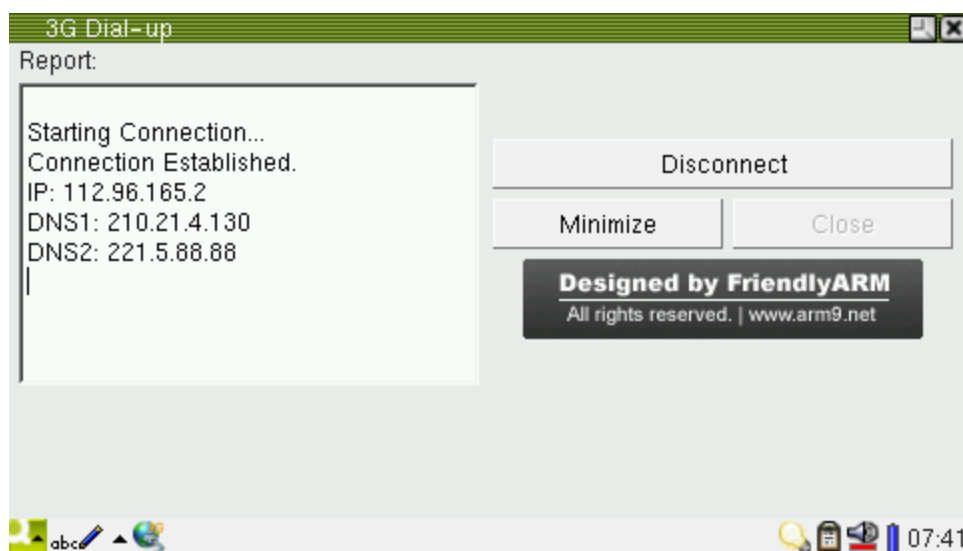 3G Dial-up
Report:
Starting Connection...
Connection Established.
IP: 112.96.165.2
DNS1: 210.21.4.130
DNS2: 221.5.88.88
Disconnect
Minimize
Close
Designed by FriendlyARM
All rights reserved. | www.arm9.net
abc
07:41